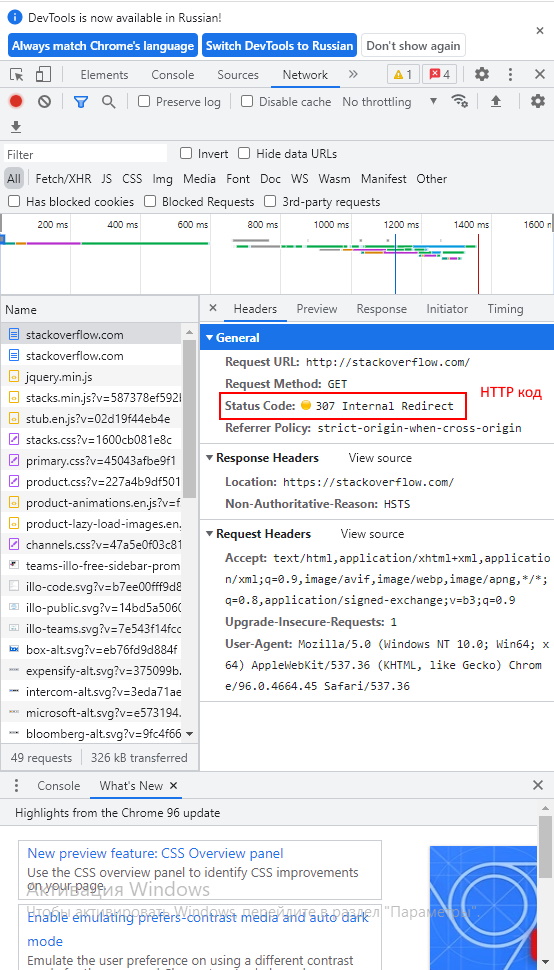 DevTools is now available in Russian!
Always match Chrome's language Switch DevTools to Russian Don't show again
Elements Console Sources Network 1 4
Preserve log Disable cache No throttling
Filter Invert Hide data URLs
All Fetch/XHR JS CSS Img Media Font Doc WS Wasm Manifest Other
Has blocked cookies Blocked Requests 3rd-party requests
200 ms 400 ms 600 ms 800 ms 1000 ms 1200 ms 1400 ms 1600
Name
stackoverflow.com
stackoverflow.com
jquery.min.js
stacks.min.js?v=587378ef592
stub.en.js?v=02d19f44eb4e
stacks.css?v=1600cb081e8c
primary.css?v=45043afbe9f1
product.css?v=227a4b9df501
product-animations.en.js?v=f
product-lazy-load-images.en.
channels.css?v=47a5e0f03c81
teams-illo-free-sidebar-prom
illo-code.svg?v=b7ee00fff9d8
illo-public.svg?v=14bd5a5060
illo-teams.svg?v=7e543f14fcc
box-alt.svg?v=eb76fd9d884f
expensify-alt.svg?v=375099b.
intercom-alt.svg?v=3eda71ae
microsoft-alt.svg?v=e573194.
bloomberg-alt.svg?v=9fc4f66
49 requests 326 kB transferred
Headers Preview Response Initiator Timing
General
Request URL: http://stackoverflow.com/
Request Method: GET
Status Code: 307 Internal Redirect
HTTP код
Referrer Policy: strict-origin-when-cross-origin
Response Headers View source
Location: https://stackoverflow.com/
Non-Authoritative-Reason: HSTS
Request Headers View source
Accept: text/html,application/xhtml+xml,applicatio
n/xml;q=0.9,image/avif,image/webp,image/apng,*/*;
q=0.8,application/signed-exchange;v=b3;q=0.9
Upgrade-Insecure-Requests: 1
User-Agent: Mozilla/5.0 (Windows NT 10.0; Win64; x
64) AppleWebKit/537.36 (KHTML, like Gecko) Chrom
e/96.0.4664.45 Safari/537.36
Console What's New
Highlights from the Chrome 96 update
New preview feature: CSS Overview panel
Use the CSS overview panel to identify CSS improvements
on your page.
Активация Windows
Чтобы активировать Windows, перейдите в раздел "Параметры".
Enable emulating prefers-contrast media and auto dark
mode
Emulate the user preference on using a different contrast